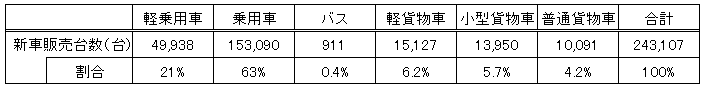 軽乗用車 乗用車 バス 軽貨物車 小型貨物車 普通貨物車 合計
新車販売台数(台) 49,938 153,090 911 15,127 13,950 10,091 243,107
割合 21% 63% 0.4% 6.2% 5.7% 4.2% 100%